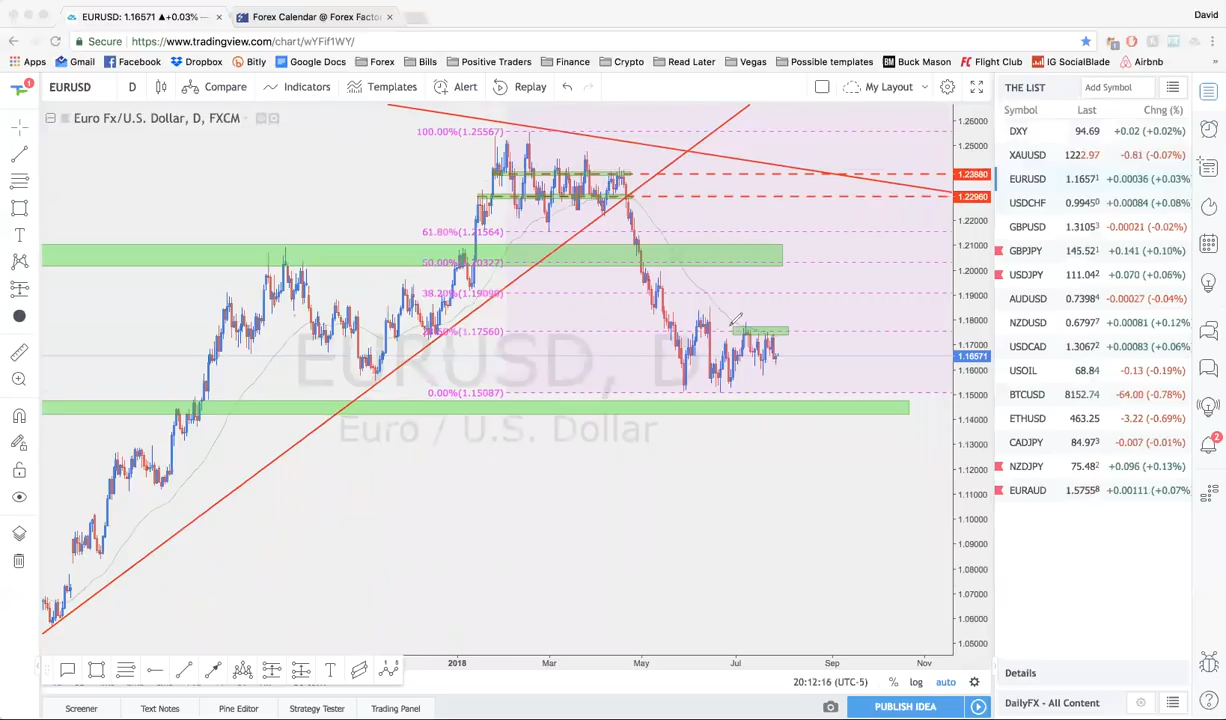 EURUSD: 1.16571 ▲+0.03% —
Forex Calendar @ Forex Factor
David
Secure
https://www.tradingview.com/chart/wYFif1WY/
Apps Gmail Facebook Dropbox Bitly Google Docs Forex Bills Positive Traders Finance Crypto Read Later Vegas Possible templates Buck Mason Flight Club IG SocialBlade Airbnb »
1
EURUSD D Compare Indicators Templates Alert Replay My Layout
THE LIST Add Symbol
Symbol Last Chng (%)
Euro Fx/U.S. Dollar, D, FXCM
DXY 94.69 +0.02 (+0.02%)
XAUUSD 1222.97 -0.81 (-0.07%)
EURUSD 1.1657¹ +0.00036 (+0.03%
USDCHF 0.9945⁰ +0.00084 (+0.08%
GBPUSD 1.3105³ -0.00021 (-0.02%)
GBPJPY 145.52¹ +0.141 (+0.10%)
USDJPY 111.04² +0.070 (+0.06%)
AUDUSD 0.7398⁴ -0.00027 (-0.04%)
NZDUSD 0.6797⁷ +0.00081 (+0.12%
USDCAD 1.3067² +0.00083 (+0.06%
USOIL 68.84 -0.13 (-0.19%)
BTCUSD 8152.74 -64.00 (-0.78%)
ETHUSD 463.25 -3.22 (-0.69%)
CADJPY 84.97³ -0.007 (-0.01%)
NZDJPY 75.48² +0.096 (+0.13%)
EURAUD 1.5755⁸ +0.00111 (+0.07%
2
100.00%(1.25567)
61.80%(1.21564)
50.00%(1.20327)
38.20%(1.19090)
(1.17560)
0.00%(1.15087)
EURUSD, D
Euro / U.S. Dollar
1.26000
1.25000
1.23880
1.22960
1.22000
1.21000
1.20000
1.19000
1.18000
1.17000
1.16571
1.16000
1.15000
1.14000
1.13000
1.12000
1.11000
1.10000
1.09000
1.08000
1.07000
1.06000
1.05000
2018 Mar May Jul Sep Nov
T
20:12:16 (UTC-5) % log auto
Details
DailyFX - All Content
Screener Text Notes Pine Editor Strategy Tester Trading Panel
PUBLISH IDEA